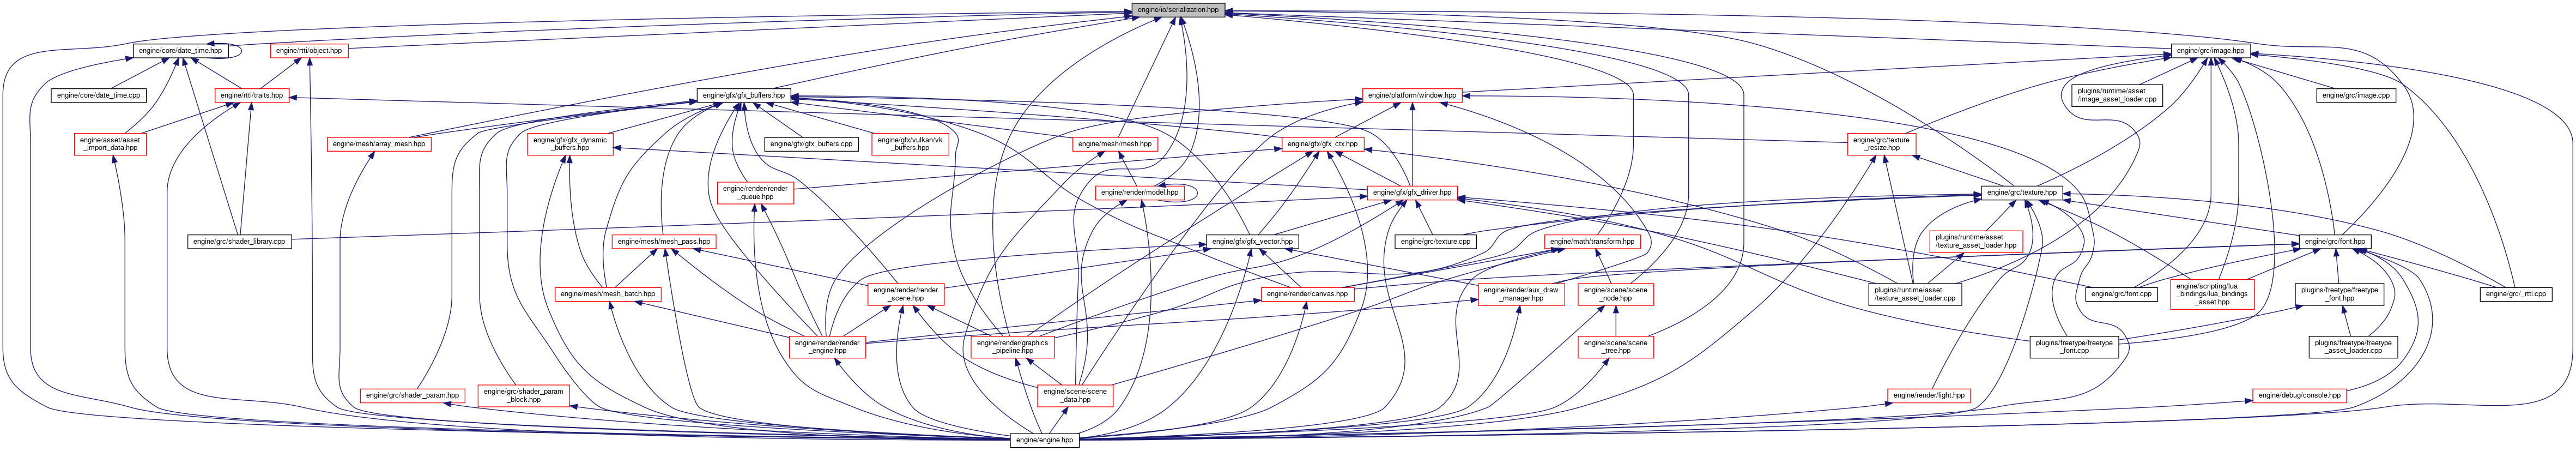 engine/io/serialization.hpp
engine/core/date_time.hpp
engine/rtti/object.hpp
engine/grc/image.hpp
engine/core/date_time.cpp
engine/rtti/traits.hpp
engine/gfx/gfx_buffers.hpp
engine/platform/window.hpp
plugins/runtime/asset
/image_asset_loader.cpp
engine/grc/image.cpp
engine/asset/asset
_import_data.hpp
engine/mesh/array_mesh.hpp
engine/gfx/gfx_dynamic
_buffers.hpp
engine/gfx/gfx_buffers.cpp
engine/gfx/vulkan/vk
_buffers.hpp
engine/mesh/mesh.hpp
engine/gfx/gfx_ctx.hpp
engine/grc/texture
_resize.hpp
engine/render/render
_queue.hpp
engine/render/model.hpp
engine/gfx/gfx_driver.hpp
engine/grc/texture.hpp
engine/grc/shader_library.cpp
engine/mesh/mesh_pass.hpp
engine/gfx/gfx_vector.hpp
engine/grc/texture.cpp
engine/math/transform.hpp
plugins/runtime/asset
/texture_asset_loader.hpp
engine/grc/font.hpp
engine/mesh/mesh_batch.hpp
engine/render/render
_scene.hpp
engine/render/canvas.hpp
engine/render/aux_draw
_manager.hpp
engine/scene/scene
_node.hpp
plugins/runtime/asset
/texture_asset_loader.cpp
engine/grc/font.cpp
engine/scripting/lua
_bindings/lua_bindings
_asset.hpp
plugins/freetype/freetype
_font.hpp
engine/grc/_rtti.cpp
engine/render/render
_engine.hpp
engine/render/graphics
_pipeline.hpp
engine/scene/scene
_tree.hpp
plugins/freetype/freetype
_font.cpp
plugins/freetype/freetype
_asset_loader.cpp
engine/grc/shader_param.hpp
engine/grc/shader_param
_block.hpp
engine/scene/scene
_data.hpp
engine/render/light.hpp
engine/debug/console.hpp
engine/engine.hpp